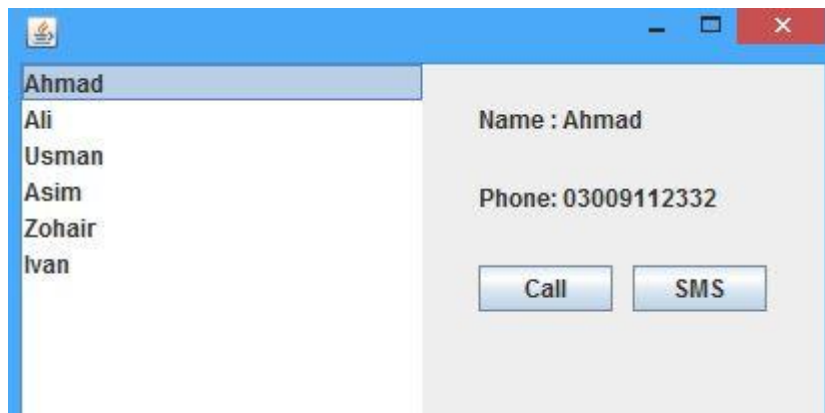 Ahmad
Ali
Usman
Asim
Zohair
Ivan
Name : Ahmad
Phone: 03009112332
Call
SMS